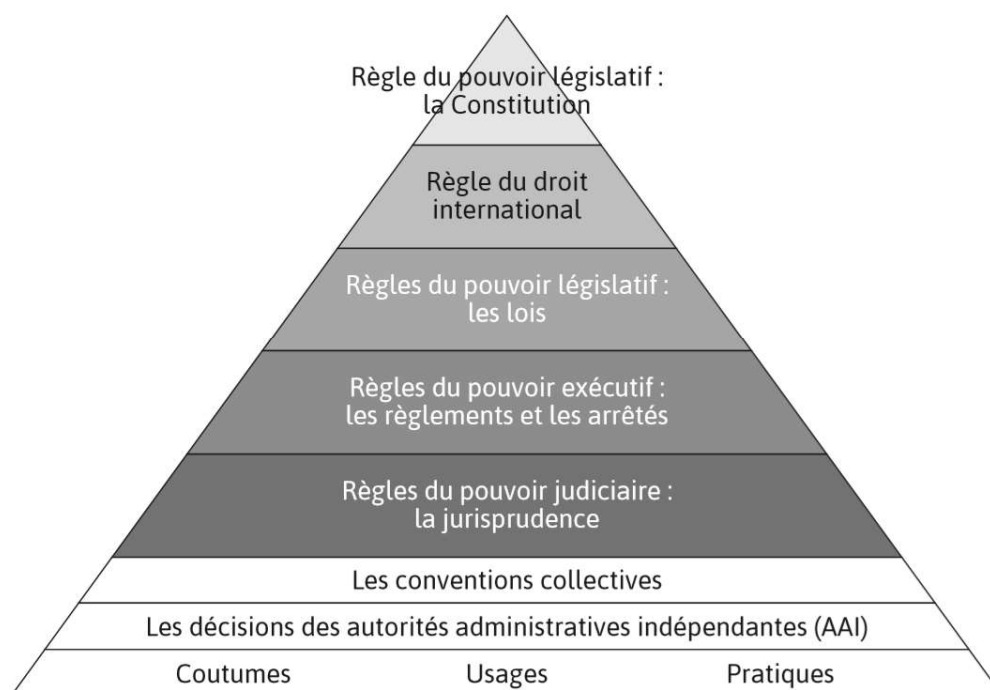 Règle du pouvoir législatif :
la Constitution
Règle du droit
international
Règles du pouvoir législatif :
les lois
Règles du pouvoir exécutif :
les règlements et les arrêtés
Règles du pouvoir judiciaire :
la jurisprudence
Les conventions collectives
Les décisions des autorités administratives indépendantes (AAI)
Coutumes Usages Pratiques